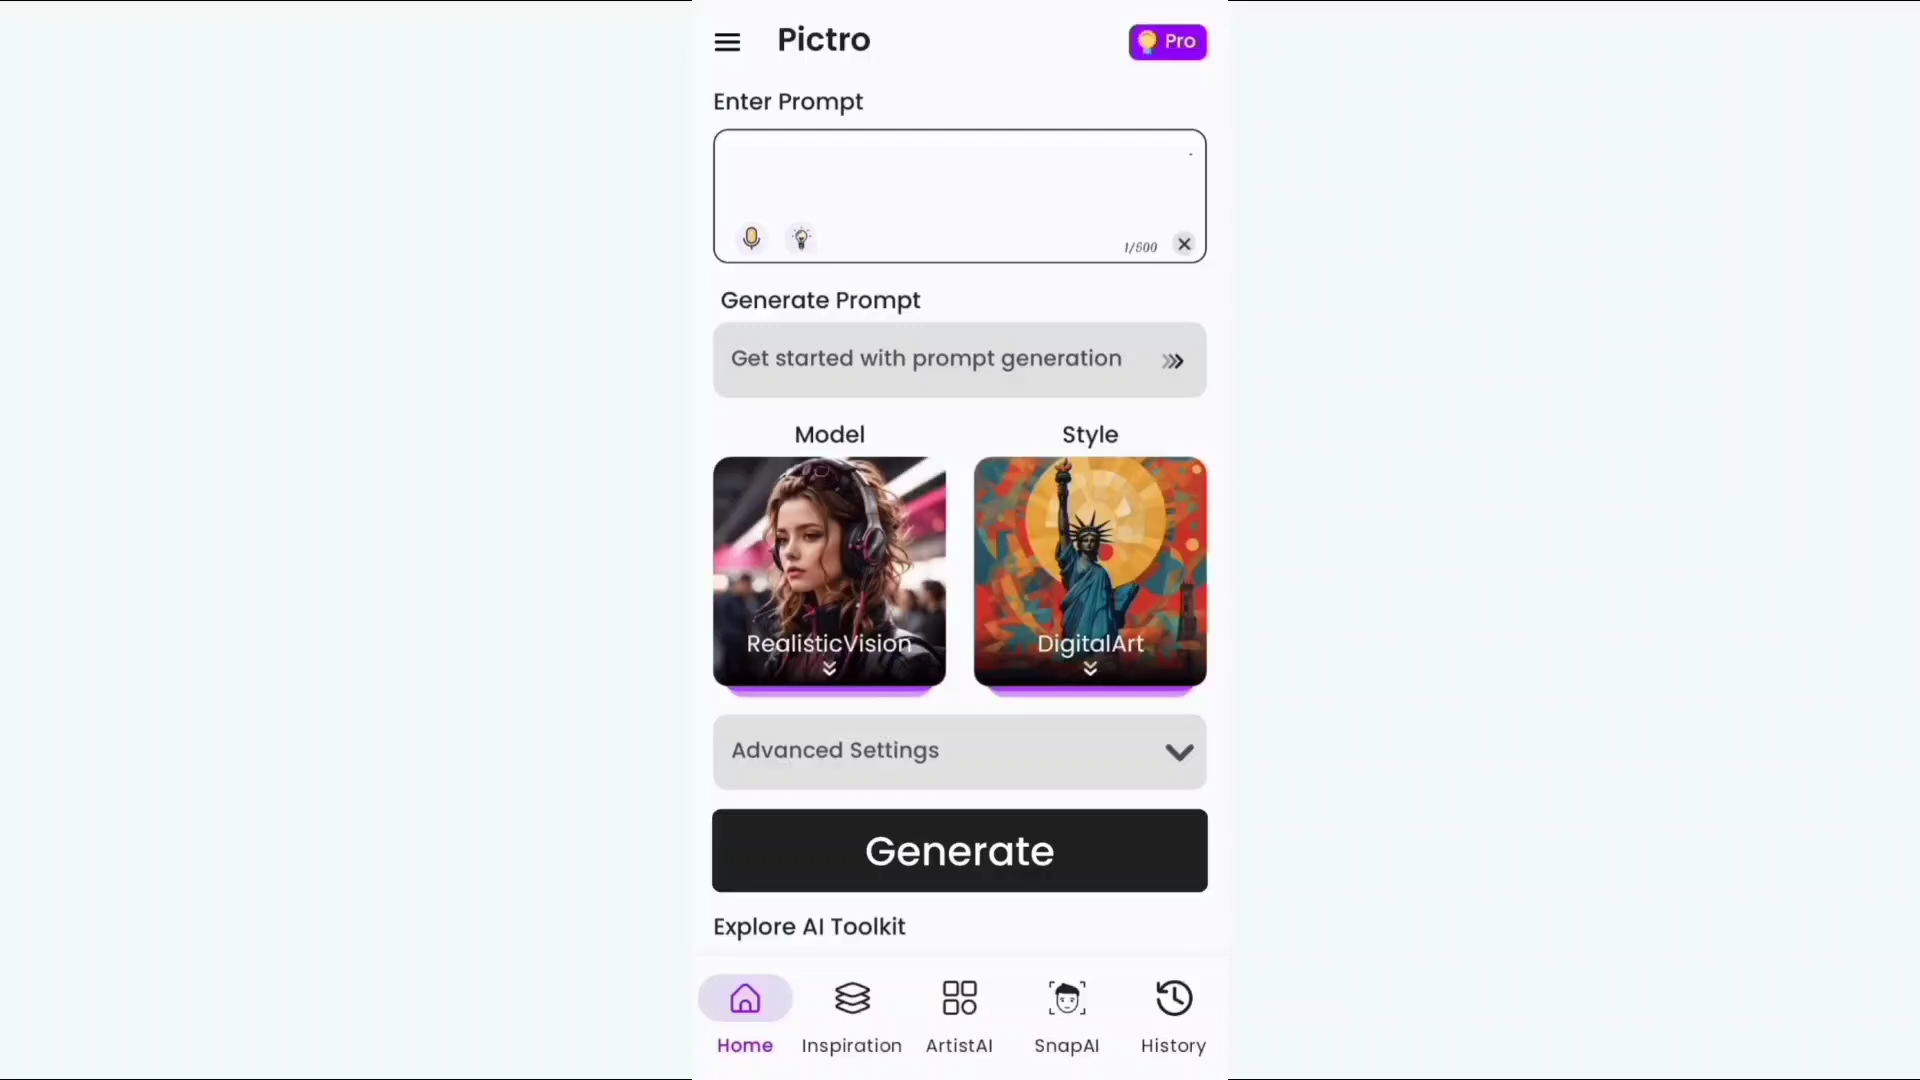 Pictro
Pro
Enter Prompt
1/600
Generate Prompt
Get started with prompt generation
Model
Style
RealisticVision
DigitalArt
Advanced Settings
Generate
Explore AI Toolkit
Home
Inspiration
ArtistAI
SnapAI
History